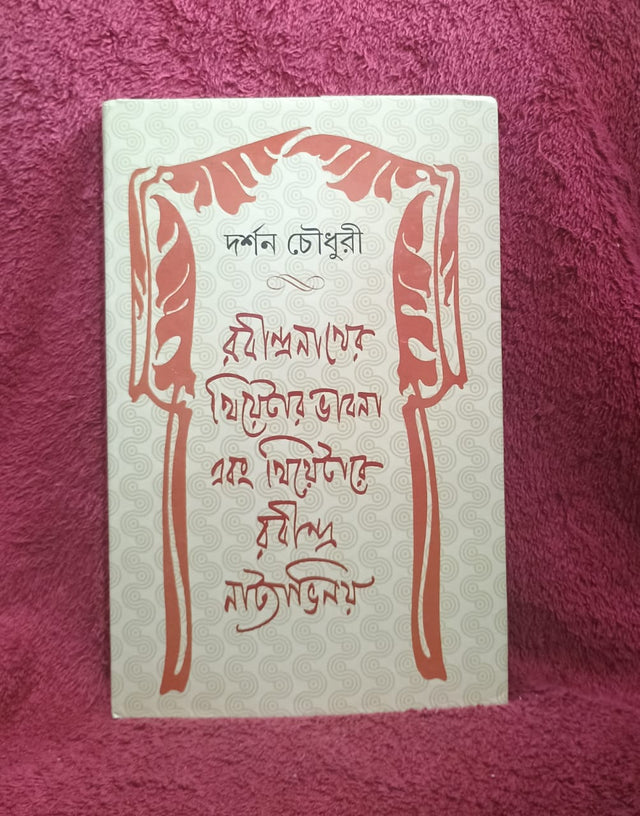 দর্শন চৌধুরী
রবীন্দ্রনাথের
থিয়েটার ভাবনা
এবং থিয়েটারে
রবীন্দ্র
নাট্যাভিনয়